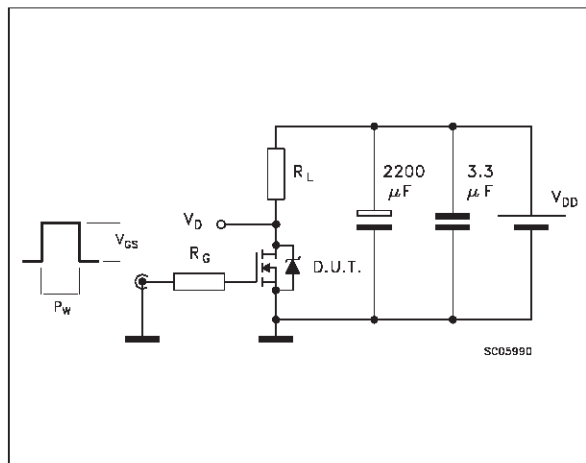 R_L
2200 μF
3.3 μF
V_DD
V_D
V_GS
R_G
D.U.T.
P_W
SC05990